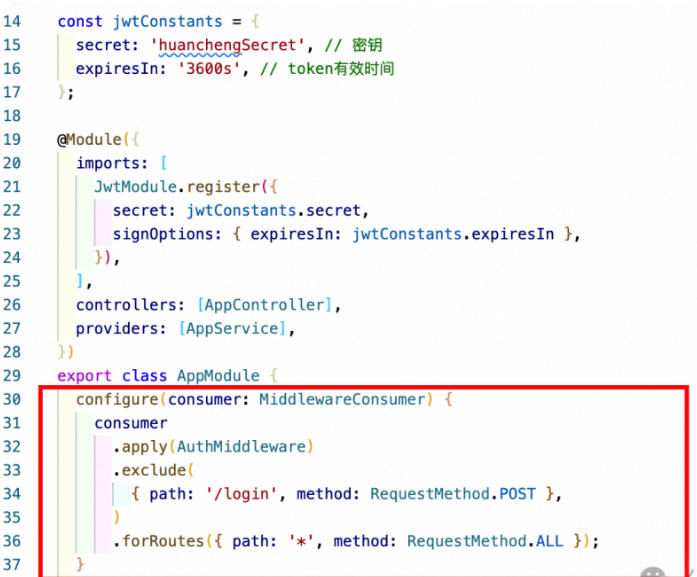 14 const jwtConstants = {
15 secret: 'huanchengSecret', // 密钥
16 expiresIn: '3600s', // token有效时间
17 };
18
19 @Module({
20 imports: [
21 JwtModule.register({
22 secret: jwtConstants.secret,
23 signOptions: { expiresIn: jwtConstants.expiresIn },
24 }),
25 ],
26 controllers: [AppController],
27 providers: [AppService],
28 })
29 export class AppModule {
30 configure(consumer: MiddlewareConsumer) {
31 consumer
32 .apply(AuthMiddleware)
33 .exclude(
34 { path: '/login', method: RequestMethod.POST },
35 )
36 .forRoutes({ path: '*', method: RequestMethod.ALL });
37 }